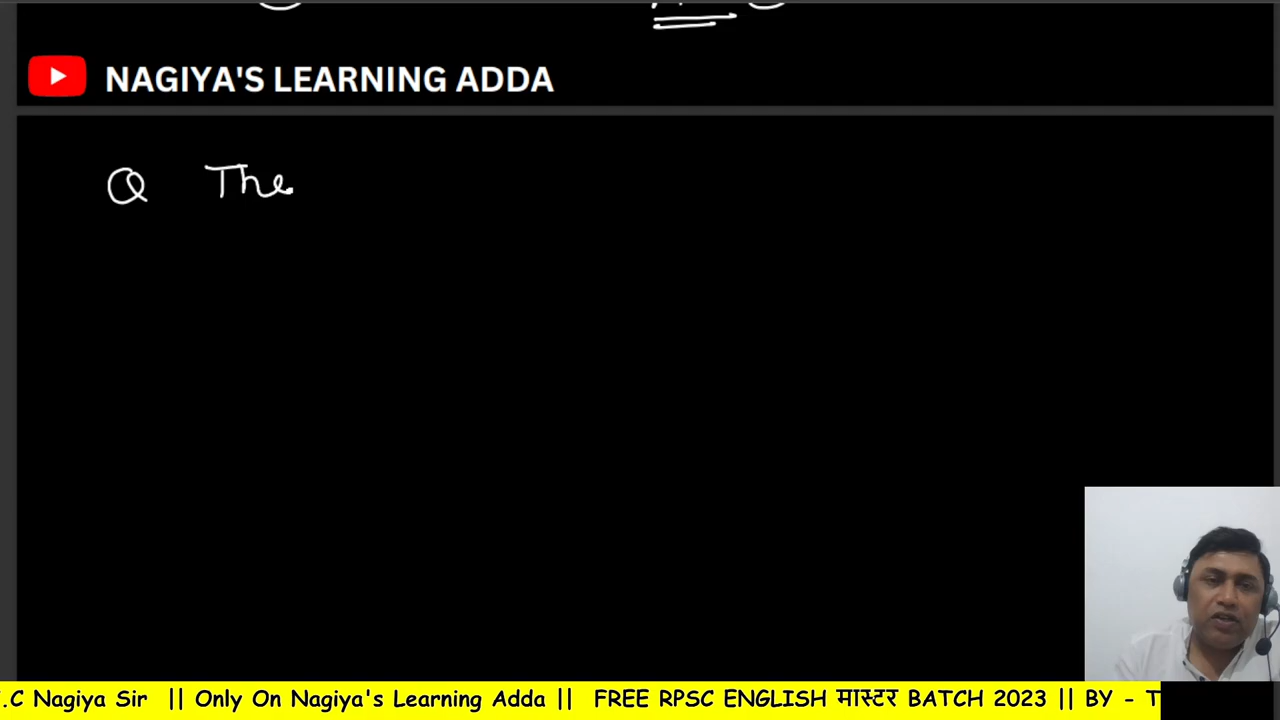 NAGIYA'S LEARNING ADDA
Q The
.C Nagiya Sir || Only On Nagiya's Learning Adda || FREE RPSC ENGLISH मास्टर BATCH 2023 || BY - T